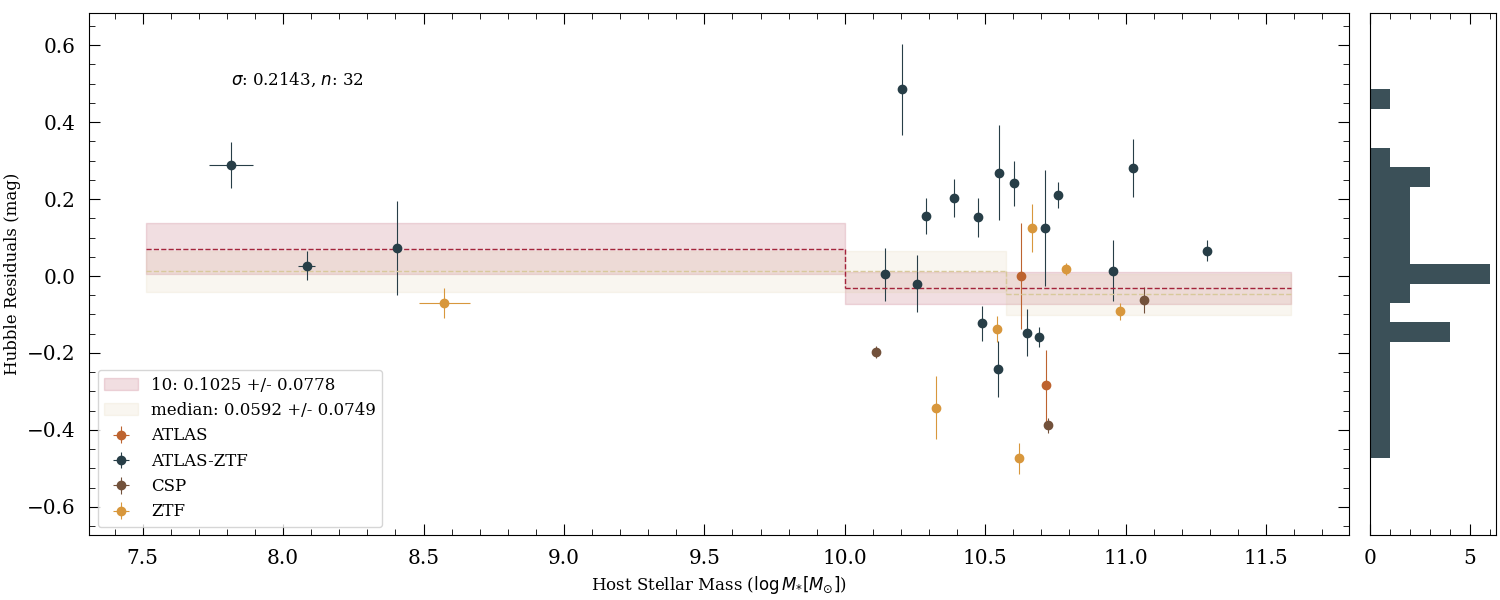 σ: 0.2143, n: 32
Hubble Residuals (mag)
0.6
0.4
0.2
0.0
−0.2
−0.4
−0.6
10: 0.1025 +/- 0.0778
median: 0.0592 +/- 0.0749
ATLAS
ATLAS-ZTF
CSP
ZTF
7.5 8.0 8.5 9.0 9.5 10.0 10.5 11.0 11.5
0 5
Host Stellar Mass (log M*[M⊙])